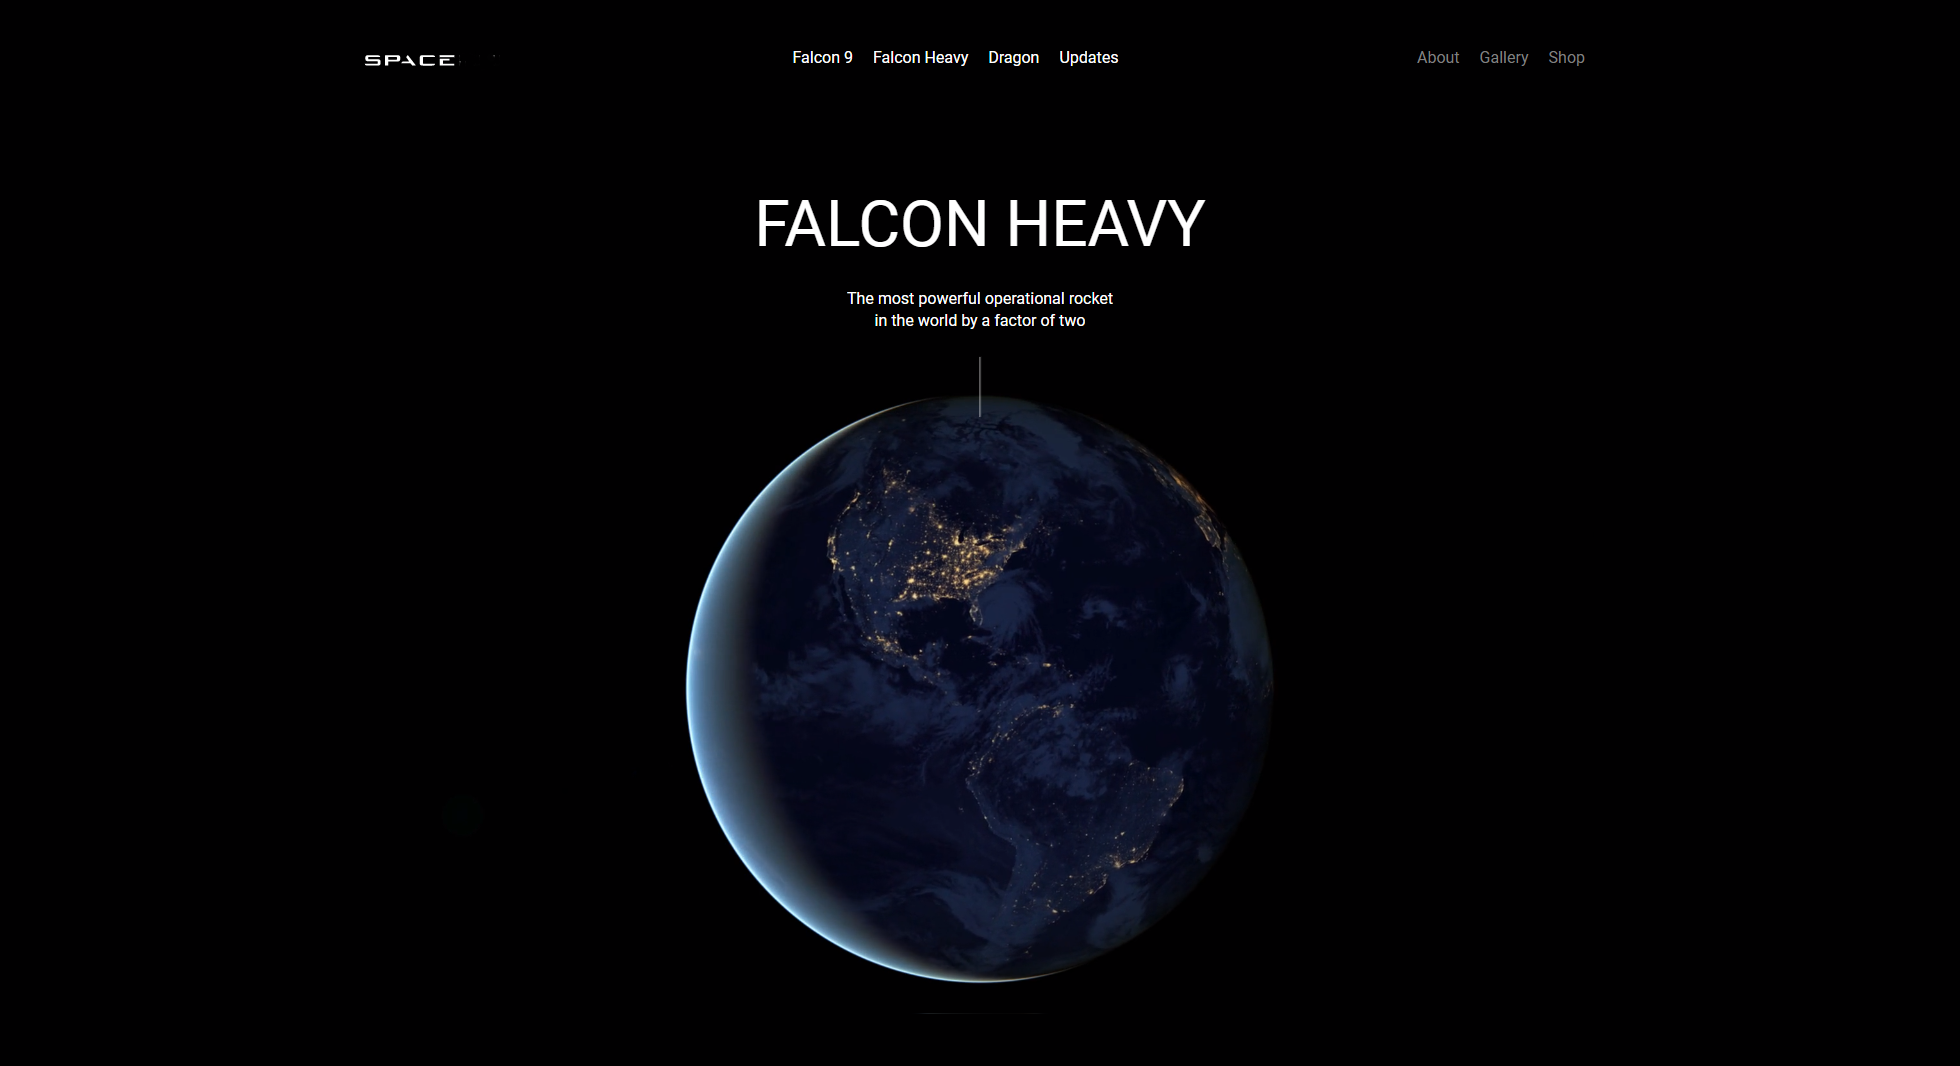 SPACE
Falcon 9 Falcon Heavy Dragon Updates
About Gallery Shop
FALCON HEAVY
The most powerful operational rocket
in the world by a factor of two